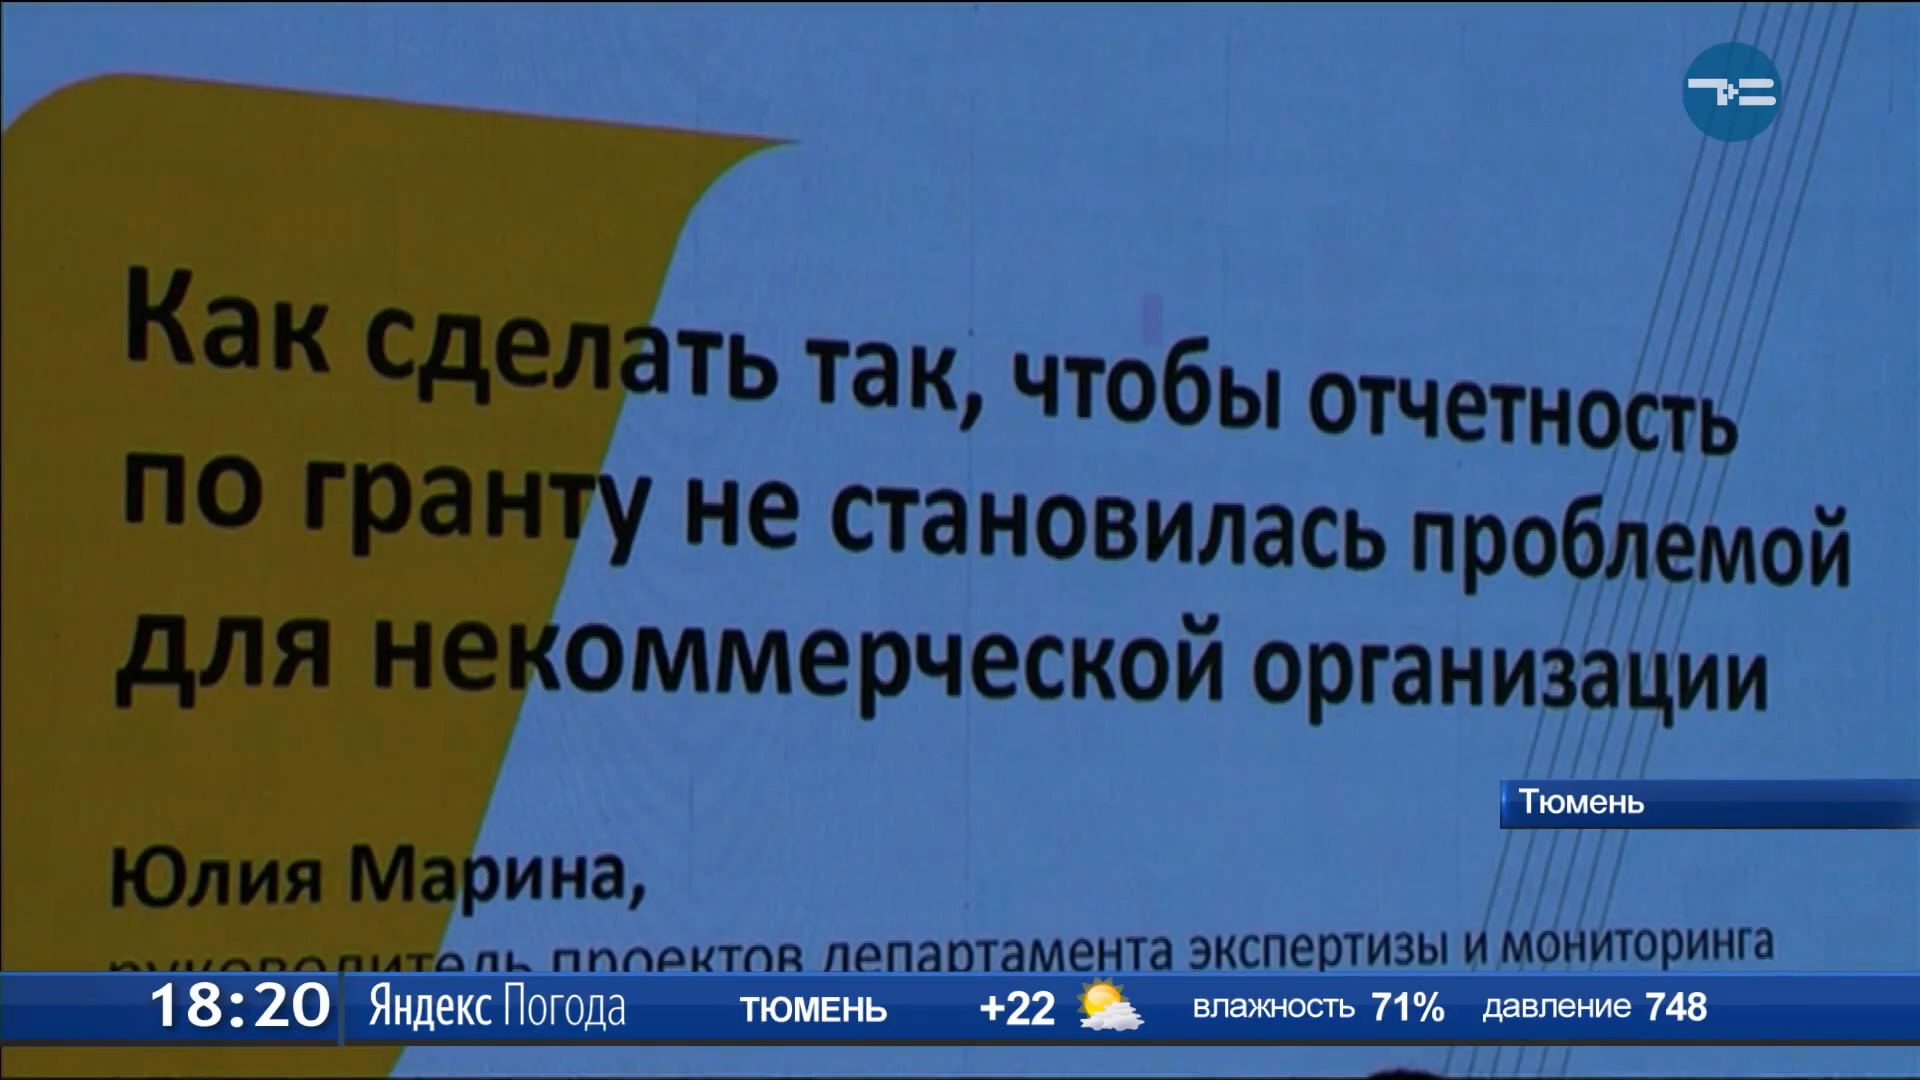 Как сделать так, чтобы отчетность
по гранту не становилась проблемой
для некоммерческой организации
Тюмень
Юлия Марина,
руководитель проектов департамента экспертизы и мониторинга
18:20 Яндекс Погода ТЮМЕНЬ +22 влажность 71% давление 748